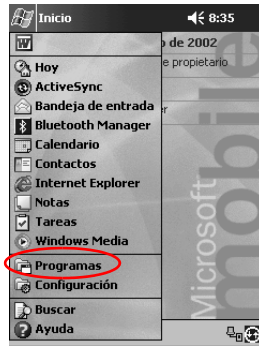 Inicio 8:35
o de 2002
Hoy
e propietario
ActiveSync
Bandeja de entrada
Bluetooth Manager
Calendario
Contactos
Internet Explorer
Notas
Tareas
Windows Media
Programas
Configuración
Buscar
Ayuda
Microsoft
mobile